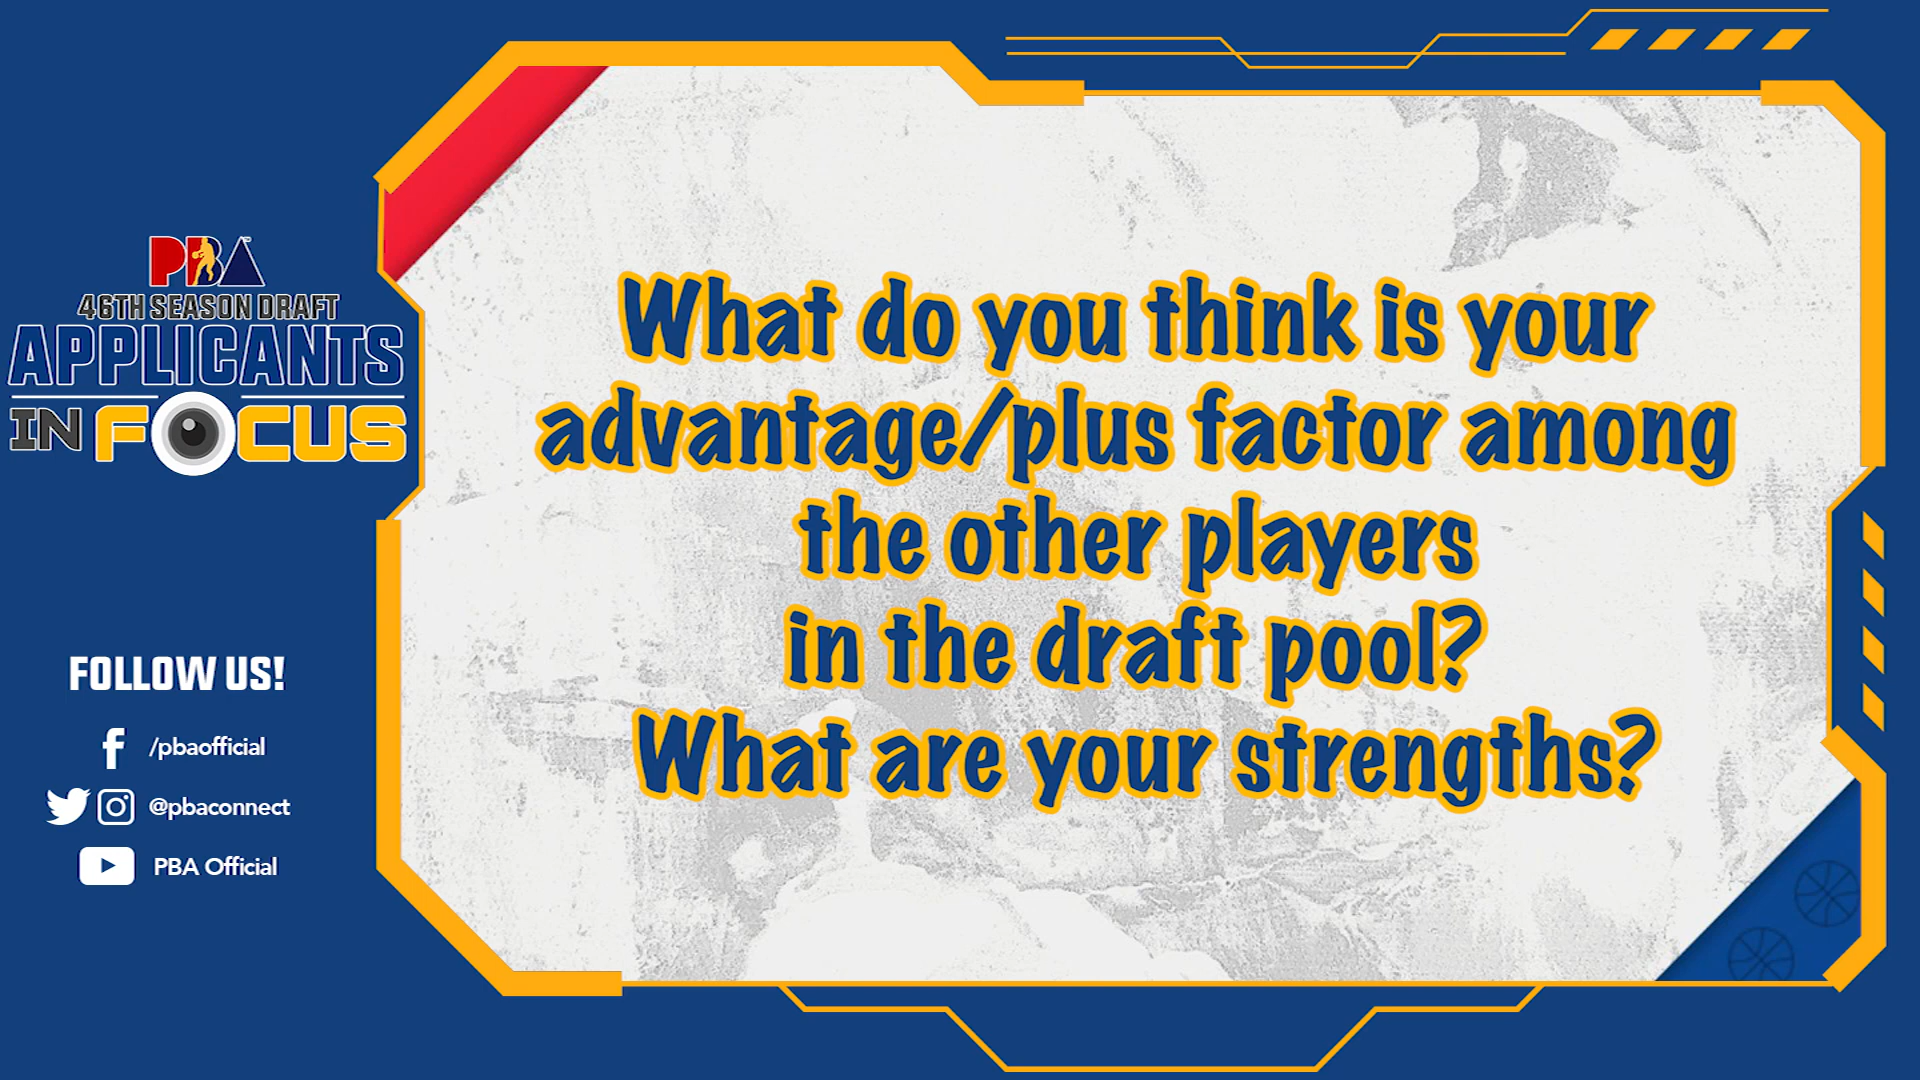 PBA
46TH SEASON DRAFT
APPLICANTS
IN FOCUS
FOLLOW US!
/pbaofficial
@pbaconnect
PBA Official
What do you think is your
advantage/plus factor among
the other players
in the draft pool?
What are your strengths?